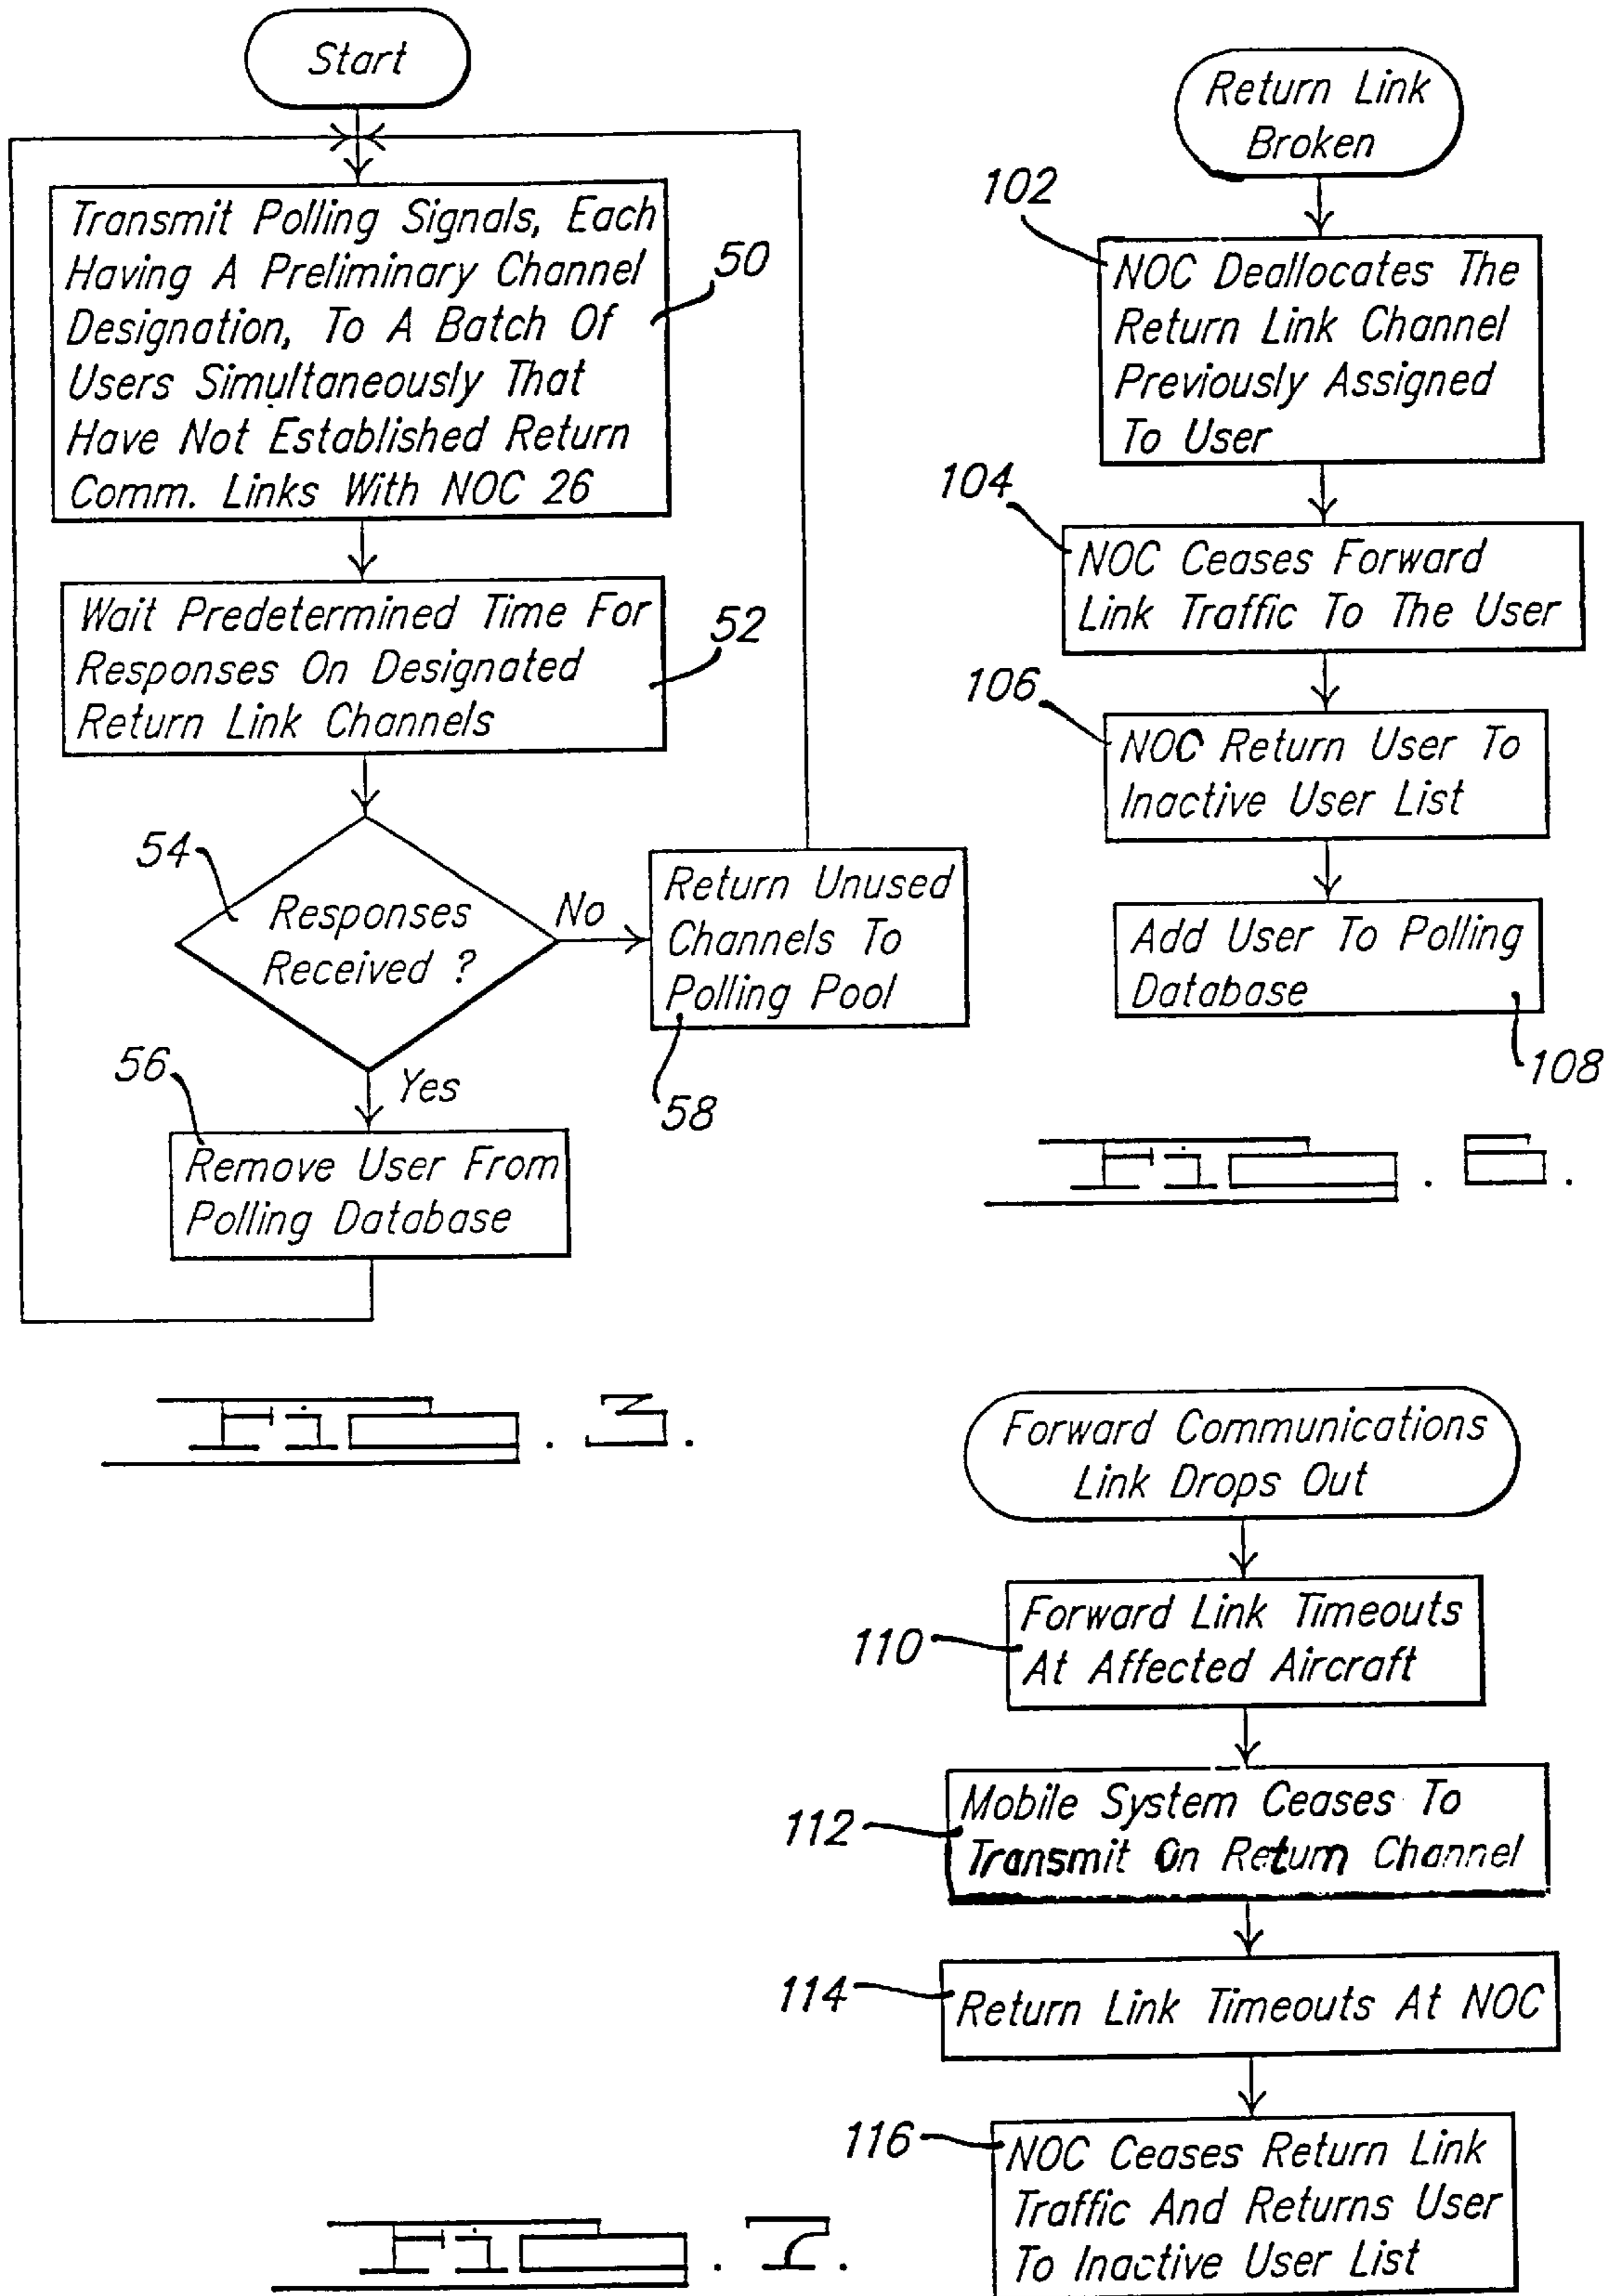 Start
Transmit Polling Signals, Each
Having A Preliminary Channel
Designation, To A Batch Of
Users Simultaneously That
Have Not Established Return
Comm. Links With NOC 26
50
Wait Predetermined Time For
Responses On Designated
Return Link Channels
52
54
Responses
Received ?
No
Return Unused
Channels To
Polling Pool
58
Yes
56
Remove User From
Polling Database
Fig. 3.
Return Link
Broken
102
NOC Deallocates The
Return Link Channel
Previously Assigned
To User
104
NOC Ceases Forward
Link Traffic To The User
106
NOC Return User To
Inactive User List
Add User To Polling
Database
108
Fig. 6.
Forward Communications
Link Drops Out
110
Forward Link Timeouts
At Affected Aircraft
112
Mobile System Ceases To
Transmit On Return Channel
114
Return Link Timeouts At NOC
116
NOC Ceases Return Link
Traffic And Returns User
To Inactive User List
Fig. 7.